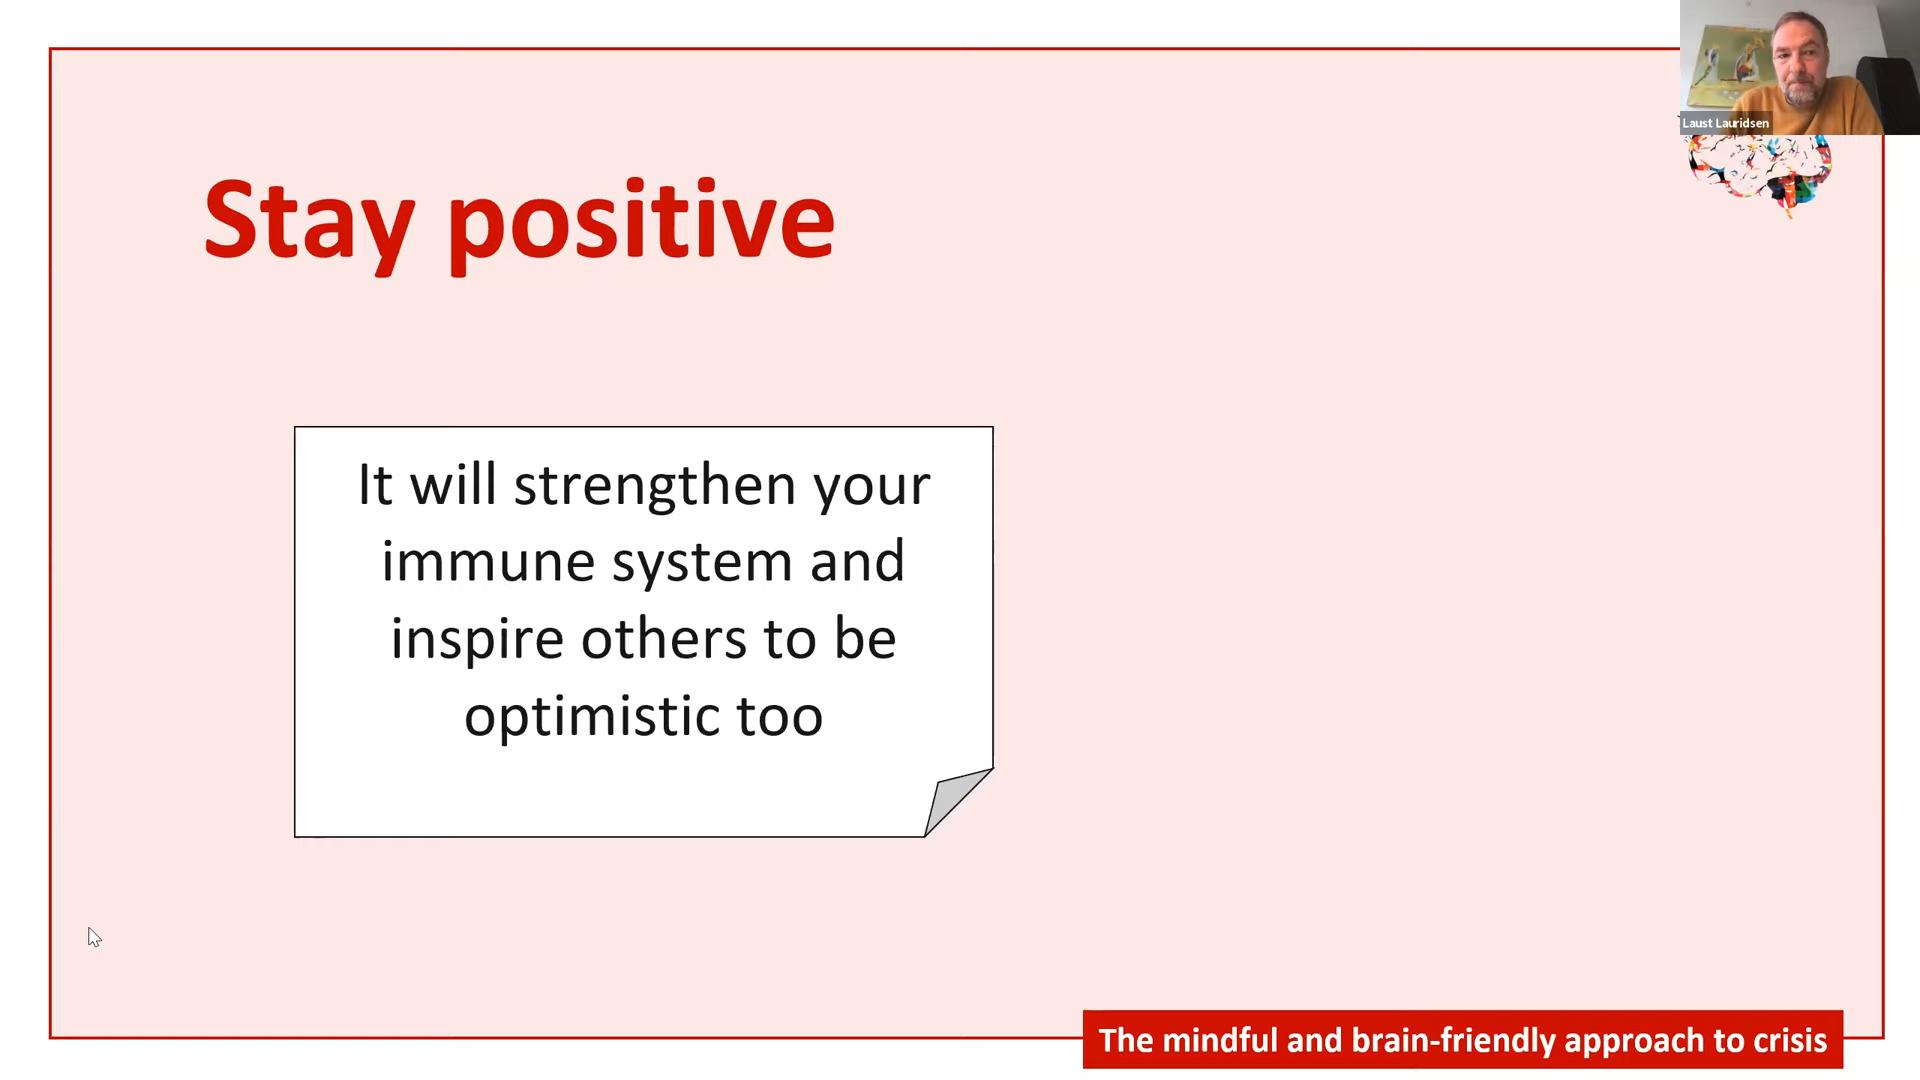 Laust Lauridsen
Stay positive
It will strengthen your
immune system and
inspire others to be
optimistic too
The mindful and brain-friendly approach to crisis